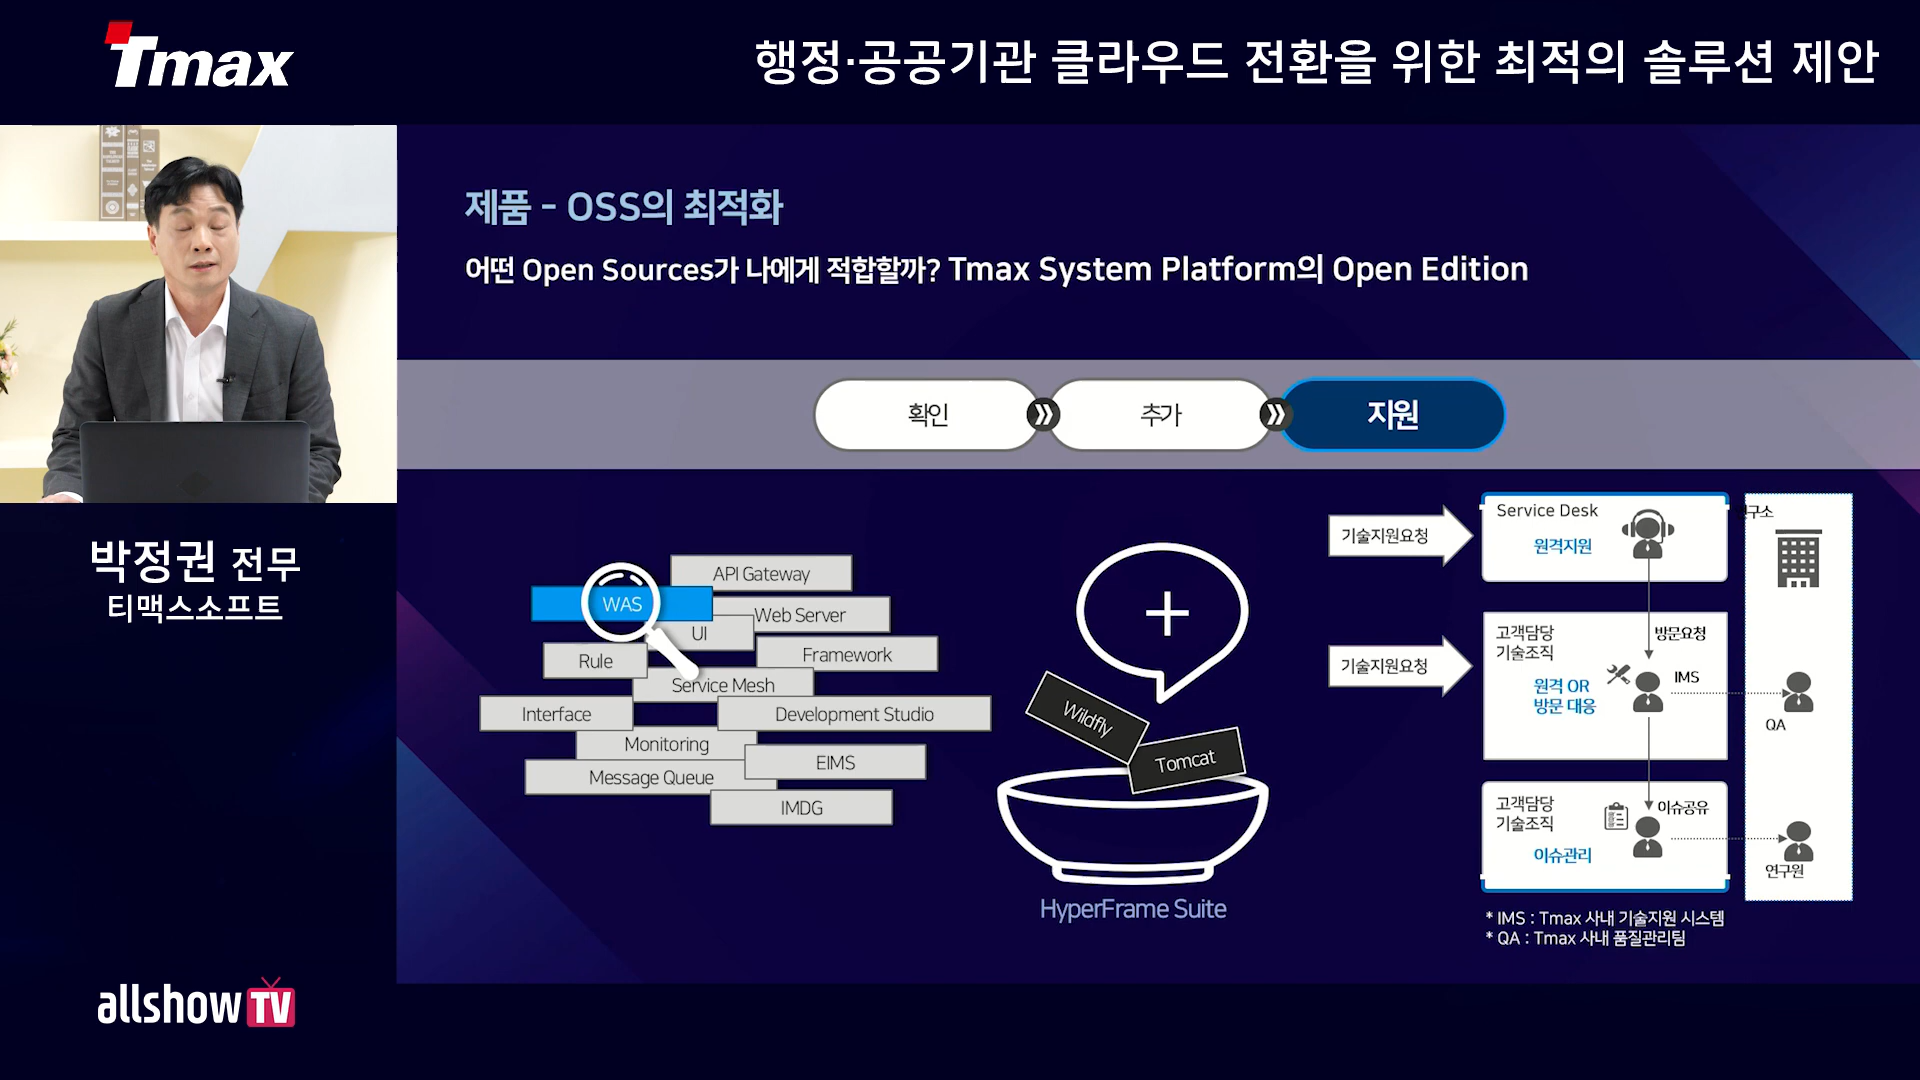 Tmax
행정·공공기관 클라우드 전환을 위한 최적의 솔루션 제안
제품 - OSS의 최적화
어떤 Open Sources가 나에게 적합할까? Tmax System Platform의 Open Edition
확인
추가
지원
박정권 전무
티맥스소프트
API Gateway
WAS
Web Server
UI
Framework
Rule
Service Mesh
Interface
Development Studio
Monitoring
EIMS
Message Queue
IMDG
Wildfly
Tomcat
HyperFrame Suite
기술지원요청
Service Desk
원격지원
기술지원요청
고객담당
기술조직
방문요청
원격 OR
방문 대응
IMS
QA
고객담당
기술조직
이슈공유
이슈관리
연구원
* IMS : Tmax 사내 기술지원 시스템
* QA : Tmax 사내 품질관리팀
allshow TV